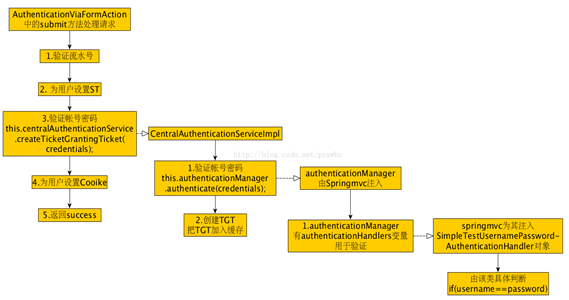 AuthenticationViaFormAction
中的submit方法处理请求
1.验证流水号
2. 为用户设置ST
3.验证帐号密码
this.centralAuthenticationService
.createTicketGrantingTicket(
credentials);
4.为用户设置Cooike
5.返回success
CentralAuthenticationServiceImpl
1.验证帐号密码
this.authenticationManager
.authenticate(credentials);
2.创建TGT
把TGT加入缓存
authenticationManager
由Springmvc注入
1.authenticationManager
有authenticationHandlers变量
用于验证
springmvc为其注入
SimpleTestUsernamePassword-
AuthenticationHandler对象
由该类具体判断
if(username==password)